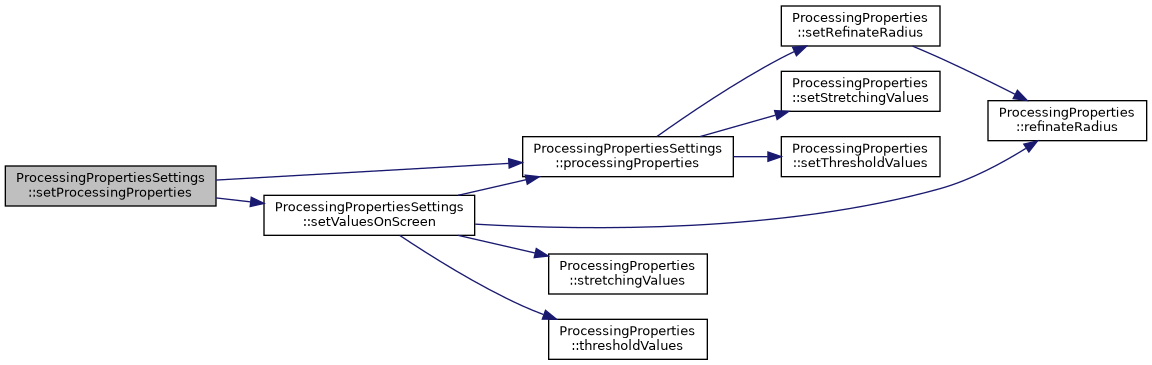 ProcessingPropertiesSettings
::setProcessingProperties
ProcessingPropertiesSettings
::setValuesOnScreen
ProcessingPropertiesSettings
::processingProperties
ProcessingProperties
::setRefinateRadius
ProcessingProperties
::setStretchingValues
ProcessingProperties
::setThresholdValues
ProcessingProperties
::refinateRadius
ProcessingProperties
::stretchingValues
ProcessingProperties
::thresholdValues